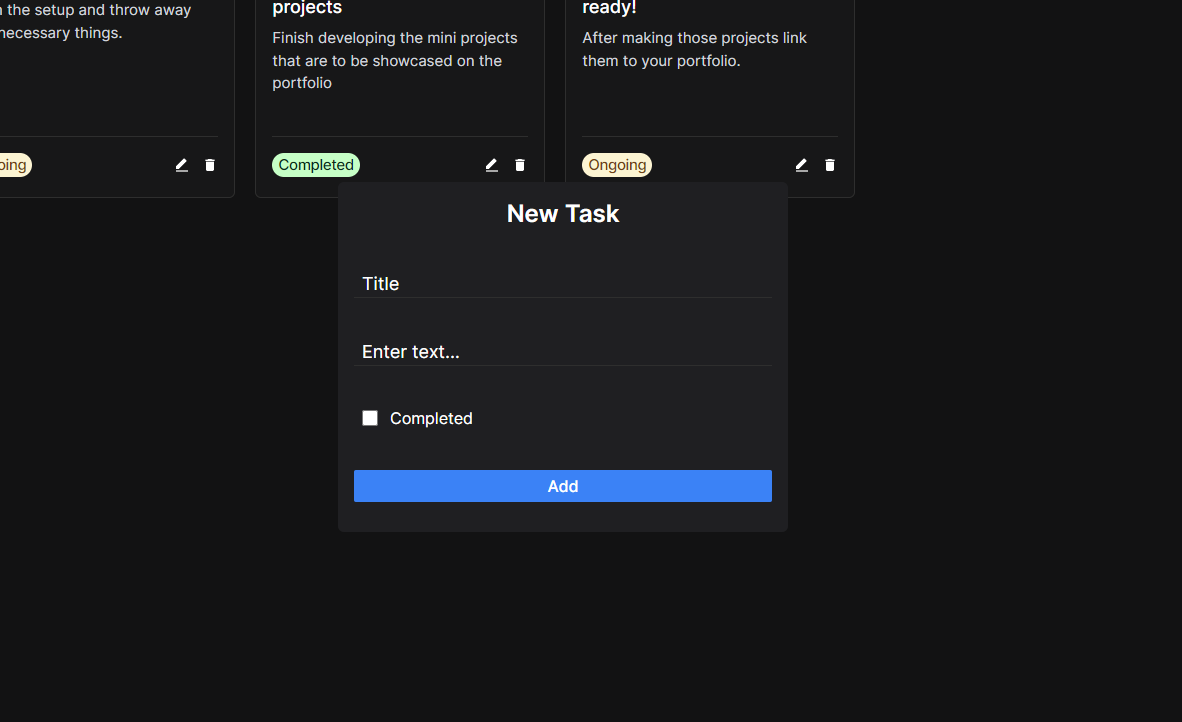 the setup and throw away
necessary things.
oing
projects
Finish developing the mini projects
that are to be showcased on the
portfolio
Completed
ready!
After making those projects link
them to your portfolio.
Ongoing
New Task
Title
Enter text...
Completed
Add